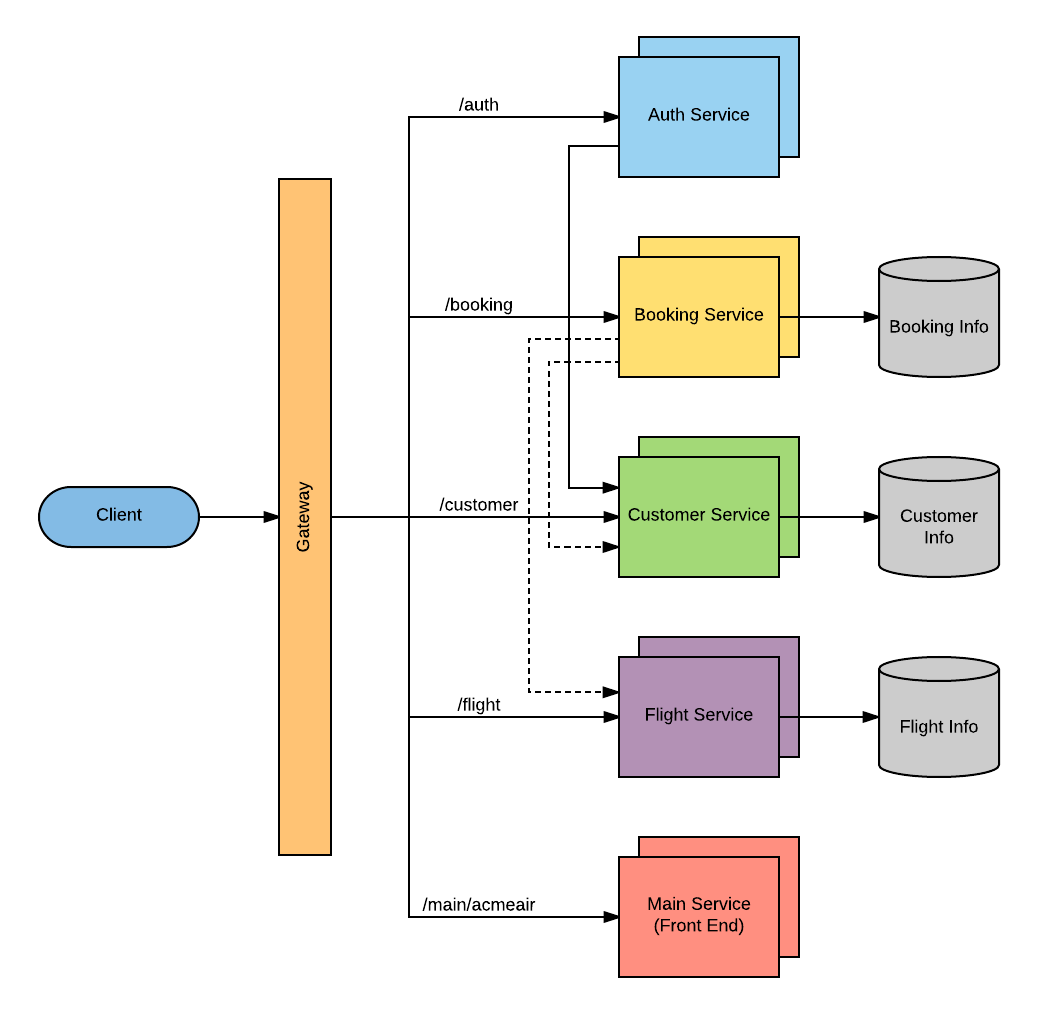 /auth
Auth Service
/booking
Booking Service
Booking Info
Client
Gateway
/customer
Customer Service
Customer
Info
/flight
Flight Service
Flight Info
/main/acmeair
Main Service
(Front End)